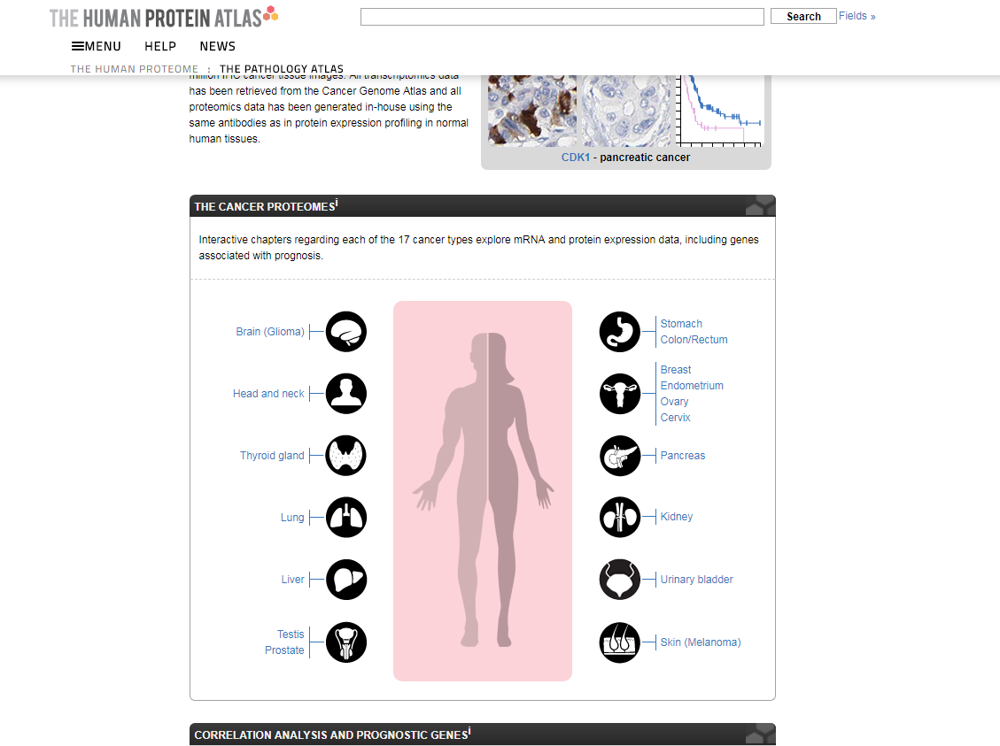 THE HUMAN PROTEIN ATLAS
Search
Fields »
MENU
HELP
NEWS
THE HUMAN PROTEOME : THE PATHOLOGY ATLAS
million IHC cancer tissue images. All transcriptomics data
has been retrieved from the Cancer Genome Atlas and all
proteomics data has been generated in-house using the
same antibodies as in protein expression profiling in normal
human tissues.
CDK1 - pancreatic cancer
THE CANCER PROTEOMESi
Interactive chapters regarding each of the 17 cancer types explore mRNA and protein expression data, including genes
associated with prognosis.
Brain (Glioma)
Head and neck
Thyroid gland
Lung
Liver
Testis
Prostate
Stomach
Colon/Rectum
Breast
Endometrium
Ovary
Cervix
Pancreas
Kidney
Urinary bladder
Skin (Melanoma)
CORRELATION ANALYSIS AND PROGNOSTIC GENESi